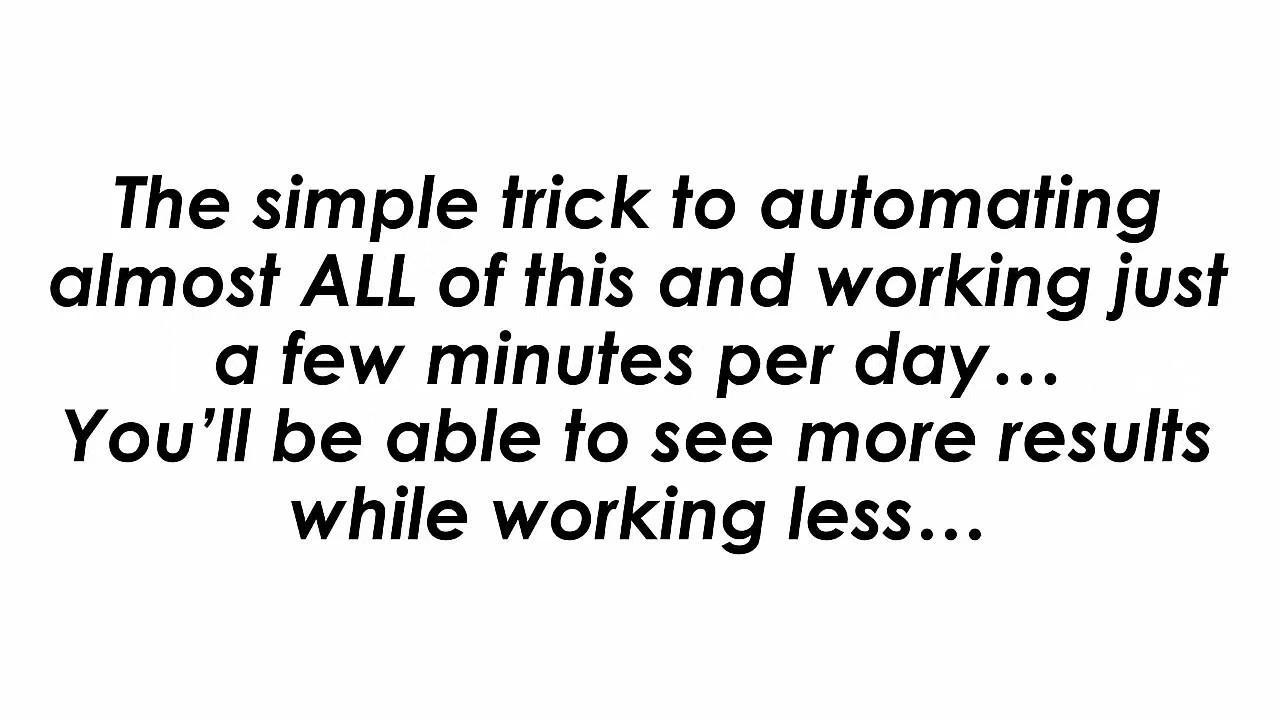 The simple trick to automating
almost ALL of this and working just
a few minutes per day…
You’ll be able to see more results
while working less…